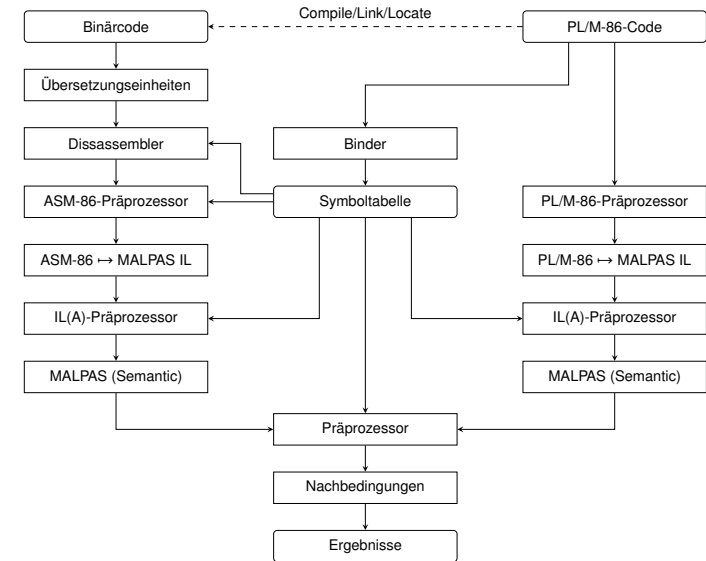 Compile/Link/Locate
Binärcode
PL/M-86-Code
Übersetzungseinheiten
Dissassembler
Binder
ASM-86-Präprozessor
Symboltabelle
PL/M-86-Präprozessor
ASM-86 ↦ MALPAS IL
PL/M-86 ↦ MALPAS IL
IL(A)-Präprozessor
IL(A)-Präprozessor
MALPAS (Semantic)
MALPAS (Semantic)
Präprozessor
Nachbedingungen
Ergebnisse